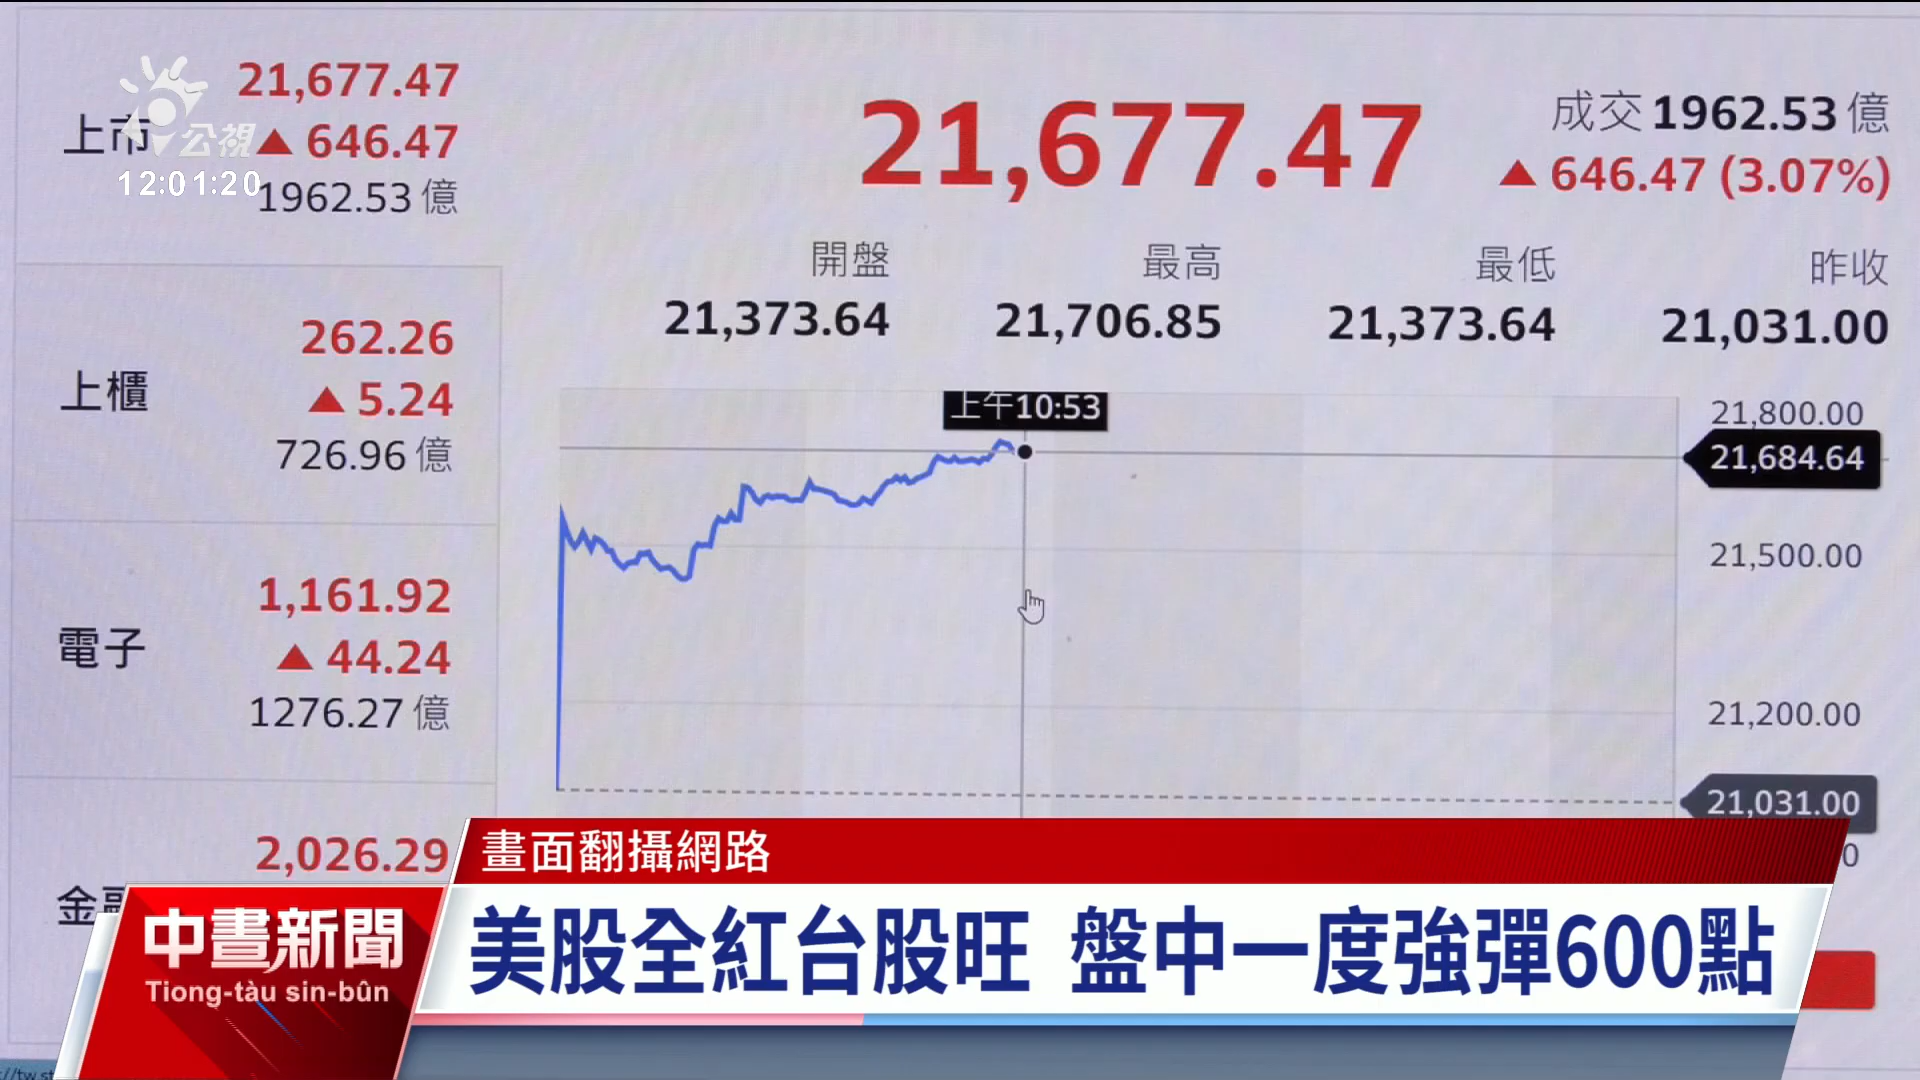 21,677.47
上市
▲ 646.47
1962.53 億
公視
12:01:20
上櫃
262.26
▲ 5.24
726.96 億
電子
1,161.92
▲ 44.24
1276.27 億
2,026.29
金
21,677.47
成交 1962.53 億
▲ 646.47 (3.07%)
開盤 最高 最低 昨收
21,373.64 21,706.85 21,373.64 21,031.00
上午10:53
21,800.00
21,684.64
21,500.00
21,200.00
21,031.00
畫面翻攝網路
中晝新聞
Tiong-tàu sin-bûn
美股全紅台股旺 盤中一度強彈600點